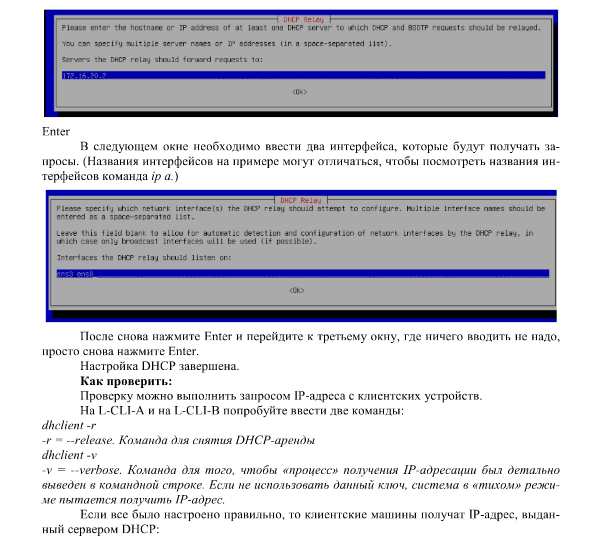 DHCP Relay
Please enter the hostname or IP address of at least one DHCP server to which DHCP and BOOTP requests should be relayed.
You can specify multiple server names or IP addresses (in a space-separated list).
Servers the DHCP relay should forward requests to:
172.16.20.2
<Ok>
Enter
В следующем окне необходимо ввести два интерфейса, которые будут получать за-
просы. (Названия интерфейсов на примере могут отличаться, чтобы посмотреть названия ин-
терфейсов команда ip a.)
DHCP Relay
Please specify which network interface(s) the DHCP relay should attempt to configure. Multiple interface names should be
entered as a space-separated list.
Leave this field blank to allow for automatic detection and configuration of network interfaces by the DHCP relay, in
which case only broadcast interfaces will be used (if possible).
Interfaces the DHCP relay should listen on:
ens3 ens8_
<Ok>
После снова нажмите Enter и перейдите к третьему окну, где ничего вводить не надо,
просто снова нажмите Enter.
Настройка DHCP завершена.
Как проверить:
Проверку можно выполнить запросом IP-адреса с клиентских устройств.
На L-CLI-A и на L-CLI-B попробуйте ввести две команды:
dhclient -r
-r = --release. Команда для снятия DHCP-аренды
dhclient -v
-v = --verbose. Команда для того, чтобы «процесс» получения IP-адресации был детально
выведен в командной строке. Если не использовать данный ключ, система в «тихом» режи-
ме пытается получить IP-адрес.
Если все было настроено правильно, то клиентские машины получат IP-адрес, выдан-
ный сервером DHCP: